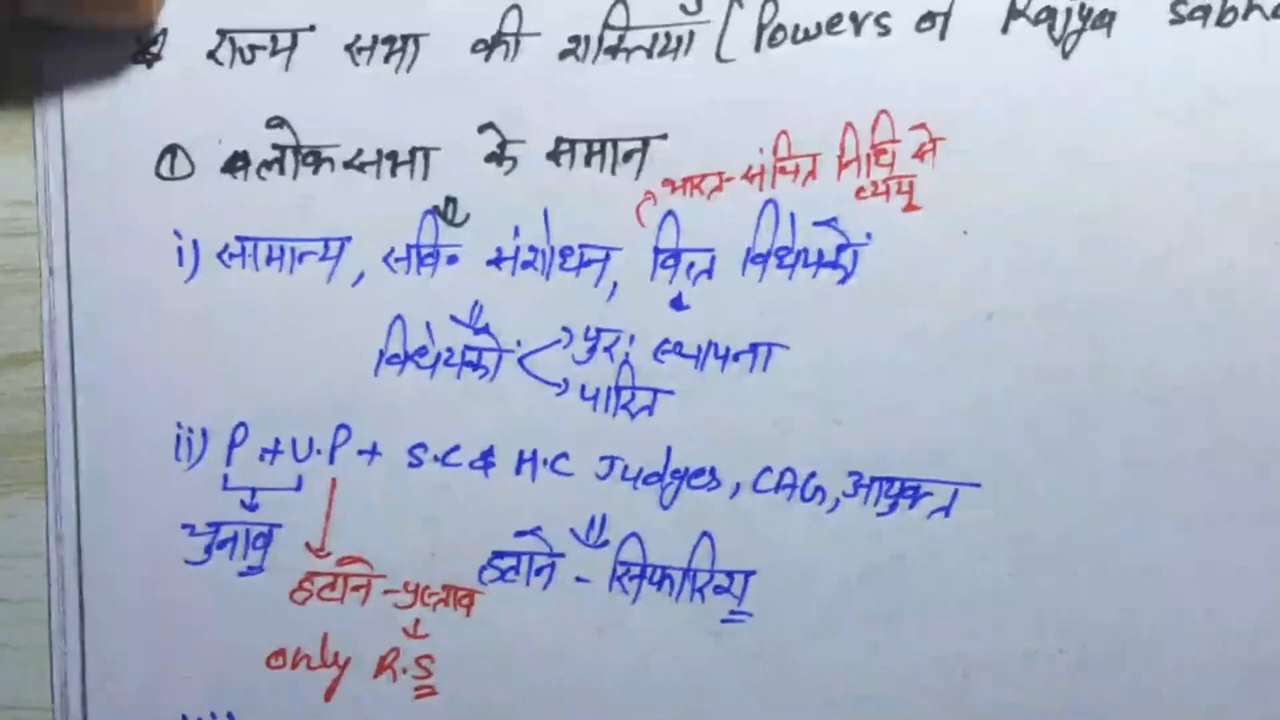 राज्य सभा की शक्तियाँ (Powers of Rajya Sabha
① लोकसभा के समान
भारत-संचित निधि से
व्यय
i) सामान्य, सवि॰ संशोधन, वित्त विधेयकों
विधेयकों पुरः स्थापना
पारित
ii) P.+V.P+ S.C & H.C Judges, CAG, आयुक्त
चुनाव
हटाने - सिफारिश
हटाने - प्रस्ताव
only R.S